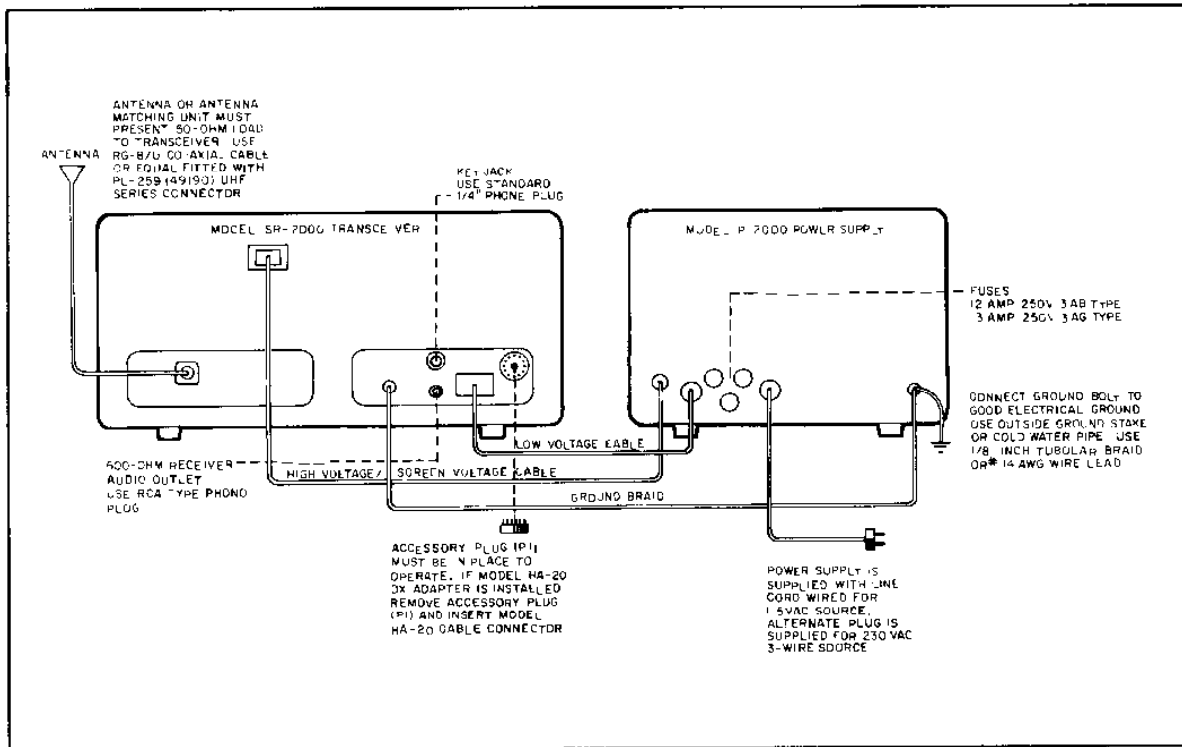 ANTENNA OR ANTENNA
MATCHING UNIT MUST
PRESENT 50-OHM LOAD
TO TRANSCEIVER USE
RG-8/U CO-AXIAL CABLE
OR EQUAL FITTED WITH
PL-259 (49190) UHF
SERIES CONNECTOR
ANTENNA
KEY JACK
USE STANDARD
1/4" PHONE PLUG
MODEL SR-2000 TRANSCEIVER
MODEL P 2000 POWER SUPPLY
FUSES
12 AMP 250V 3 AB TYPE
3 AMP 250V 3 AG TYPE
CONNECT GROUND BOLT TO
GOOD ELECTRICAL GROUND
USE OUTSIDE GROUND STAKE
OR COLD WATER PIPE USE
1/8 INCH TUBULAR BRAID
OR # 14 AWG WIRE LEAD
LOW VOLTAGE CABLE
500-OHM RECEIVER
AUDIO OUTLET
USE RCA TYPE PHONO
PLUG
HIGH VOLTAGE/ SCREEN VOLTAGE CABLE
GROUND BRAID
ACCESSORY PLUG (P1)
MUST BE IN PLACE TO
OPERATE. IF MODEL HA-20
DX ADAPTER IS INSTALLED
REMOVE ACCESSORY PLUG
(P1) AND INSERT MODEL
HA-20 CABLE CONNECTOR
POWER SUPPLY IS
SUPPLIED WITH LINE
CORD WIRED FOR
115VAC SOURCE.
ALTERNATE PLUG IS
SUPPLIED FOR 230 VAC
3-WIRE SOURCE